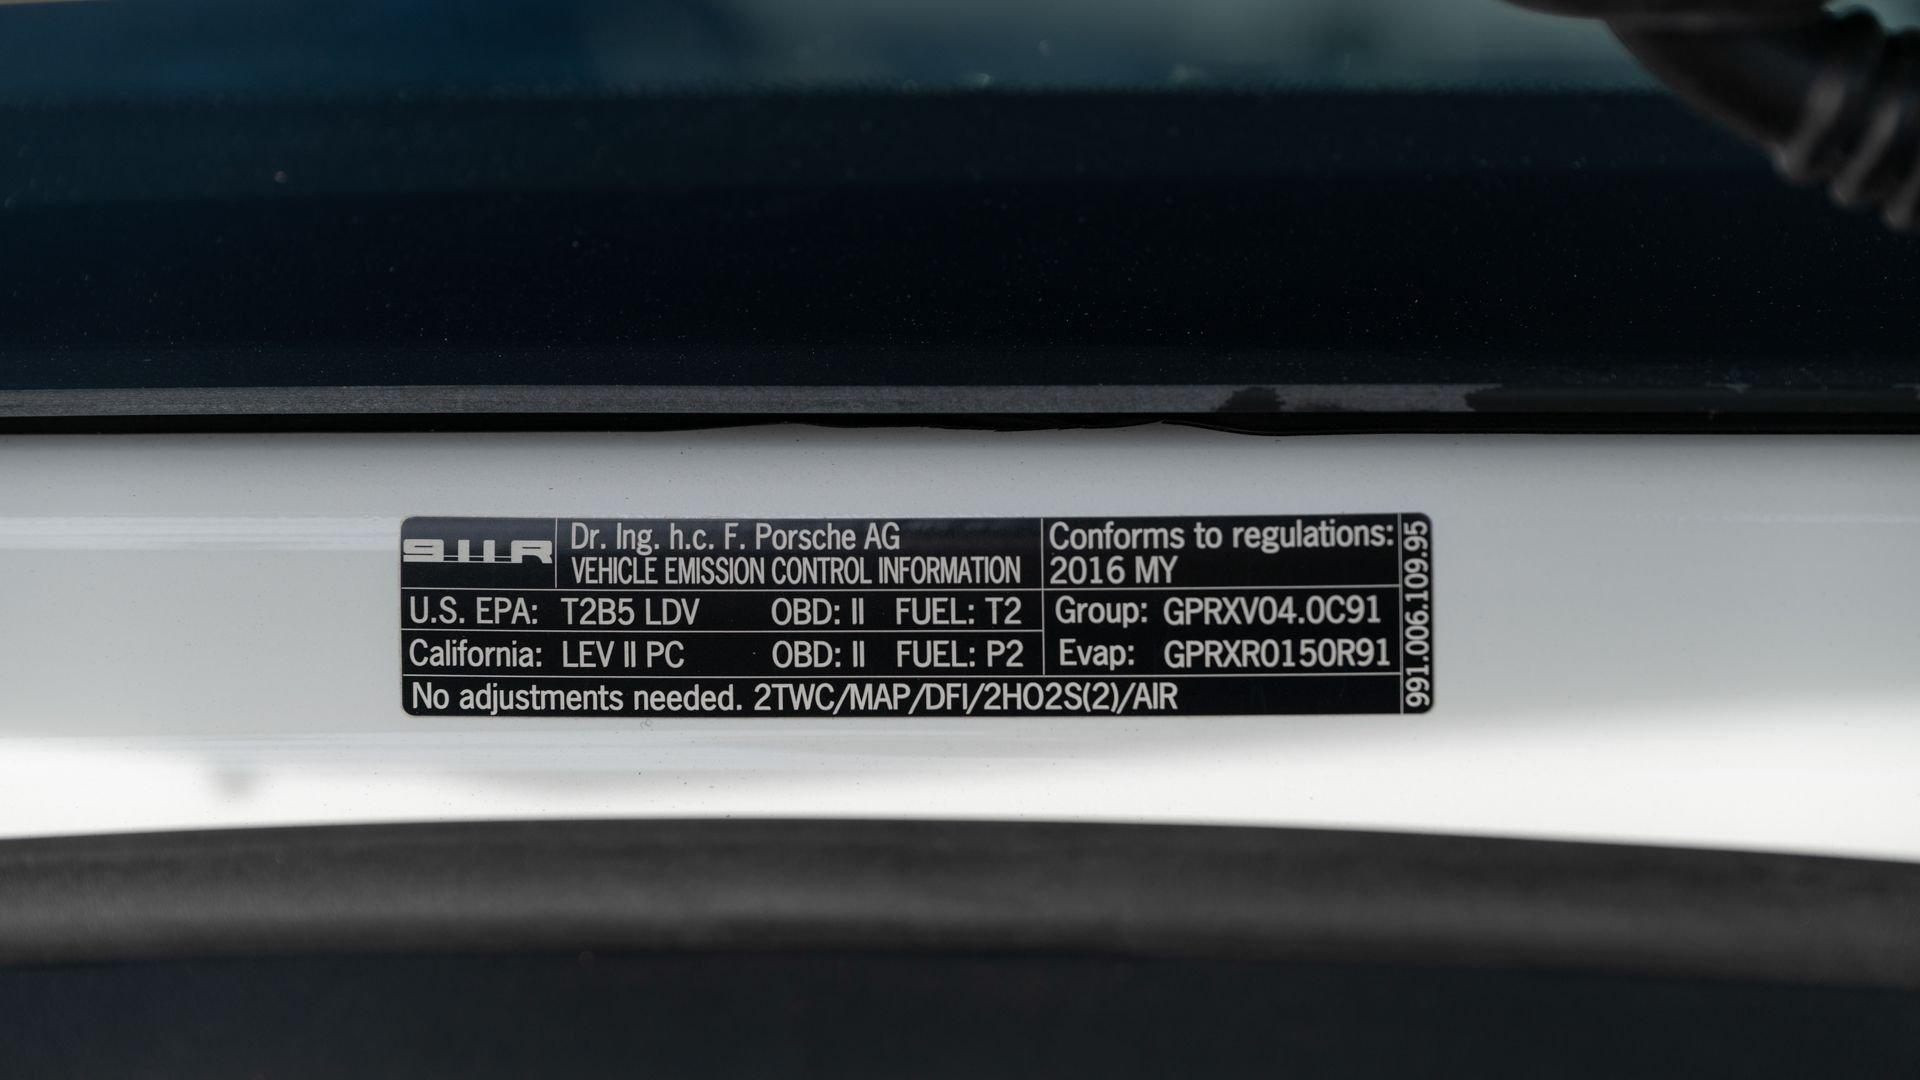 911R
Dr. Ing. h.c. F. Porsche AG
VEHICLE EMISSION CONTROL INFORMATION
Conforms to regulations:
2016 MY
U.S. EPA: T2B5 LDV OBD: II FUEL: T2
Group: GPRXV04.0C91
California: LEV II PC OBD: II FUEL: P2
Evap: GPRXR0150R91
No adjustments needed. 2TWC/MAP/DFI/2HO2S(2)/AIR
991.006.109.95